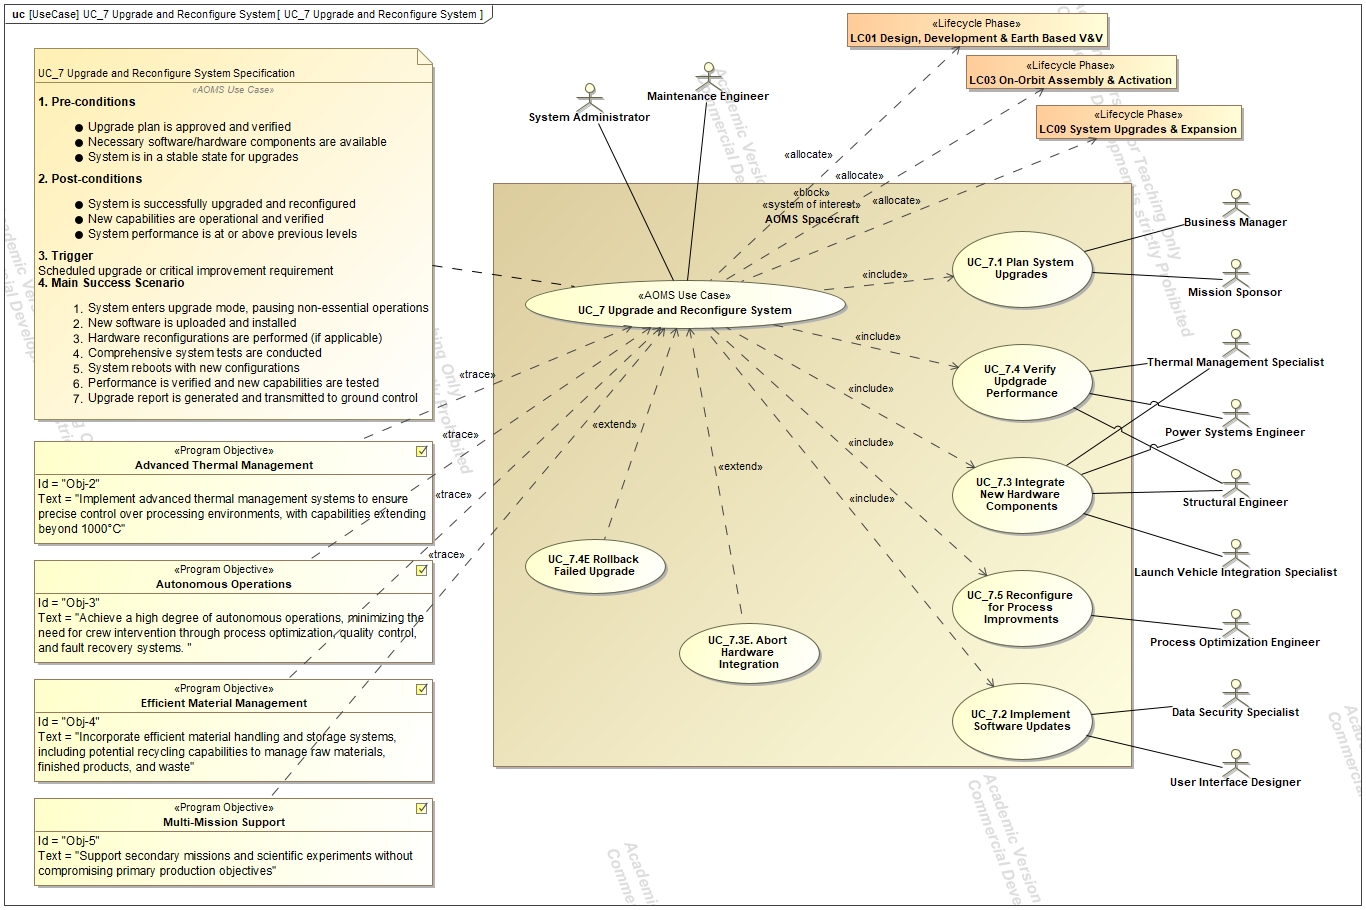 uc [UseCase] UC_7 Upgrade and Reconfigure System [ UC_7 Upgrade and Reconfigure System ]
UC_7 Upgrade and Reconfigure System Specification
«AOMS Use Case»
1. Pre-conditions
● Upgrade plan is approved and verified
● Necessary software/hardware components are available
● System is in a stable state for upgrades
2. Post-conditions
● System is successfully upgraded and reconfigured
● New capabilities are operational and verified
● System performance is at or above previous levels
3. Trigger
Scheduled upgrade or critical improvement requirement
4. Main Success Scenario
1. System enters upgrade mode, pausing non-essential operations
2. New software is uploaded and installed
3. Hardware reconfigurations are performed (if applicable)
4. Comprehensive system tests are conducted
5. System reboots with new configurations
6. Performance is verified and new capabilities are tested
7. Upgrade report is generated and transmitted to ground control
«Program Objective»
Advanced Thermal Management
Id = "Obj-2"
Text = "Implement advanced thermal management systems to ensure
precise control over processing environments, with capabilities extending
beyond 1000°C"
«Program Objective»
Autonomous Operations
Id = "Obj-3"
Text = "Achieve a high degree of autonomous operations, minimizing the
need for crew intervention through process optimization, quality control,
and fault recovery systems. "
«Program Objective»
Efficient Material Management
Id = "Obj-4"
Text = "Incorporate efficient material handling and storage systems,
including potential recycling capabilities to manage raw materials,
finished products, and waste"
«Program Objective»
Multi-Mission Support
Id = "Obj-5"
Text = "Support secondary missions and scientific experiments without
compromising primary production objectives"
System Administrator
Maintenance Engineer
«Lifecycle Phase»
LC01 Design, Development & Earth Based V&V
«Lifecycle Phase»
LC03 On-Orbit Assembly & Activation
«Lifecycle Phase»
LC09 System Upgrades & Expansion
«allocate»
«allocate»
«allocate»
«block»
«system of interest»
AOMS Spacecraft
«AOMS Use Case»
UC_7 Upgrade and Reconfigure System
«trace»
«trace»
«trace»
«trace»
«extend»
«extend»
«include»
«include»
«include»
«include»
«include»
UC_7.4E Rollback
Failed Upgrade
UC_7.3E. Abort
Hardware
Integration
UC_7.1 Plan System
Upgrades
UC_7.4 Verify
Updgrade
Performance
UC_7.3 Integrate
New Hardware
Components
UC_7.5 Reconfigure
for Process
Improvments
UC_7.2 Implement
Software Updates
Business Manager
Mission Sponsor
Thermal Management Specialist
Power Systems Engineer
Structural Engineer
Launch Vehicle Integration Specialist
Process Optimization Engineer
Data Security Specialist
User Interface Designer